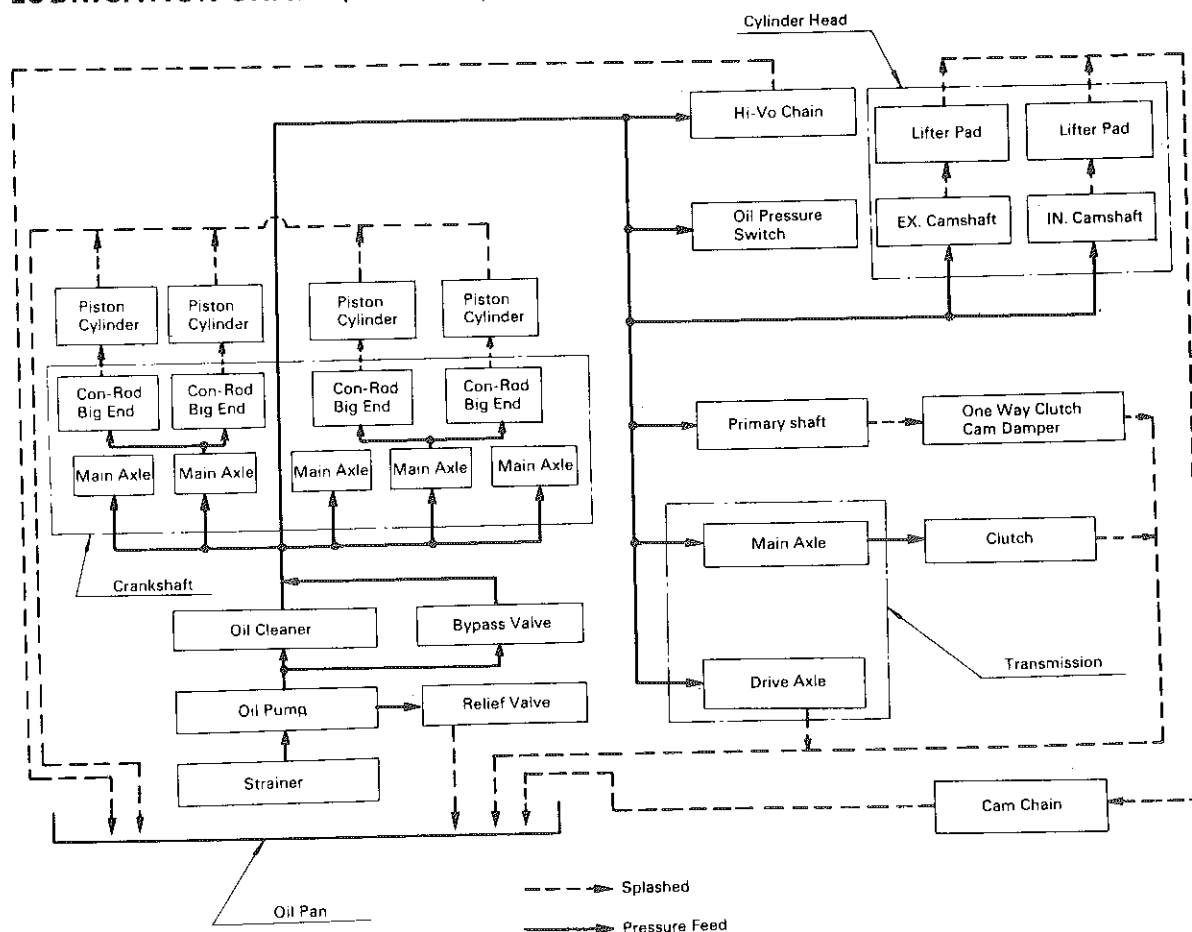 Cylinder Head
Hi-Vo Chain
Lifter Pad
Lifter Pad
Oil Pressure
Switch
EX. Camshaft
IN. Camshaft
Piston
Cylinder
Piston
Cylinder
Piston
Cylinder
Piston
Cylinder
Con-Rod
Big End
Con-Rod
Big End
Con-Rod
Big End
Con-Rod
Big End
Main Axle
Main Axle
Main Axle
Main Axle
Main Axle
Primary shaft
One Way Clutch
Cam Damper
Main Axle
Clutch
Crankshaft
Oil Cleaner
Bypass Valve
Transmission
Drive Axle
Oil Pump
Relief Valve
Strainer
Cam Chain
Splashed
Oil Pan
Pressure Feed